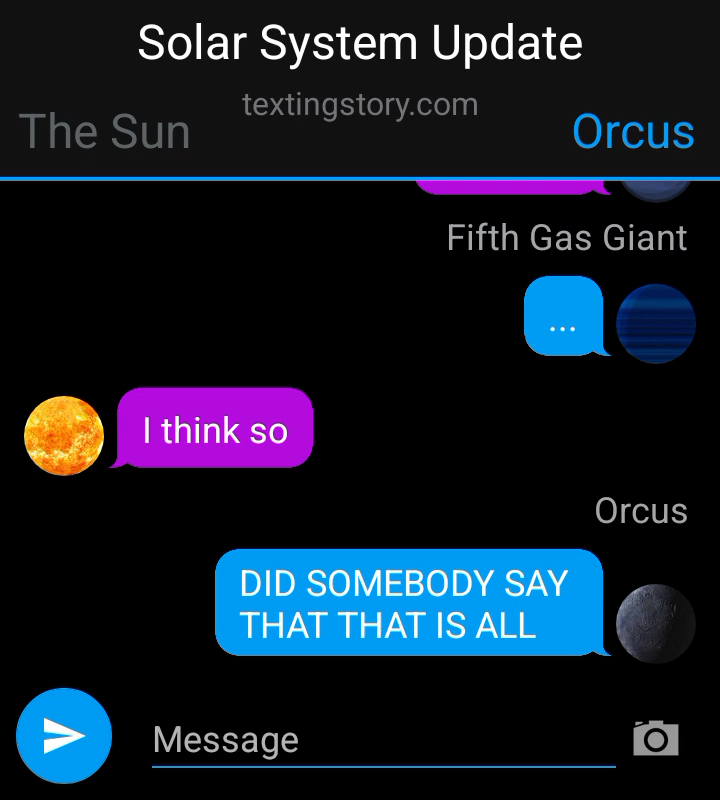 Solar System Update
textingstory.com
The Sun
Orcus
Fifth Gas Giant
...
I think so
Orcus
DID SOMEBODY SAY
THAT THAT IS ALL
Message